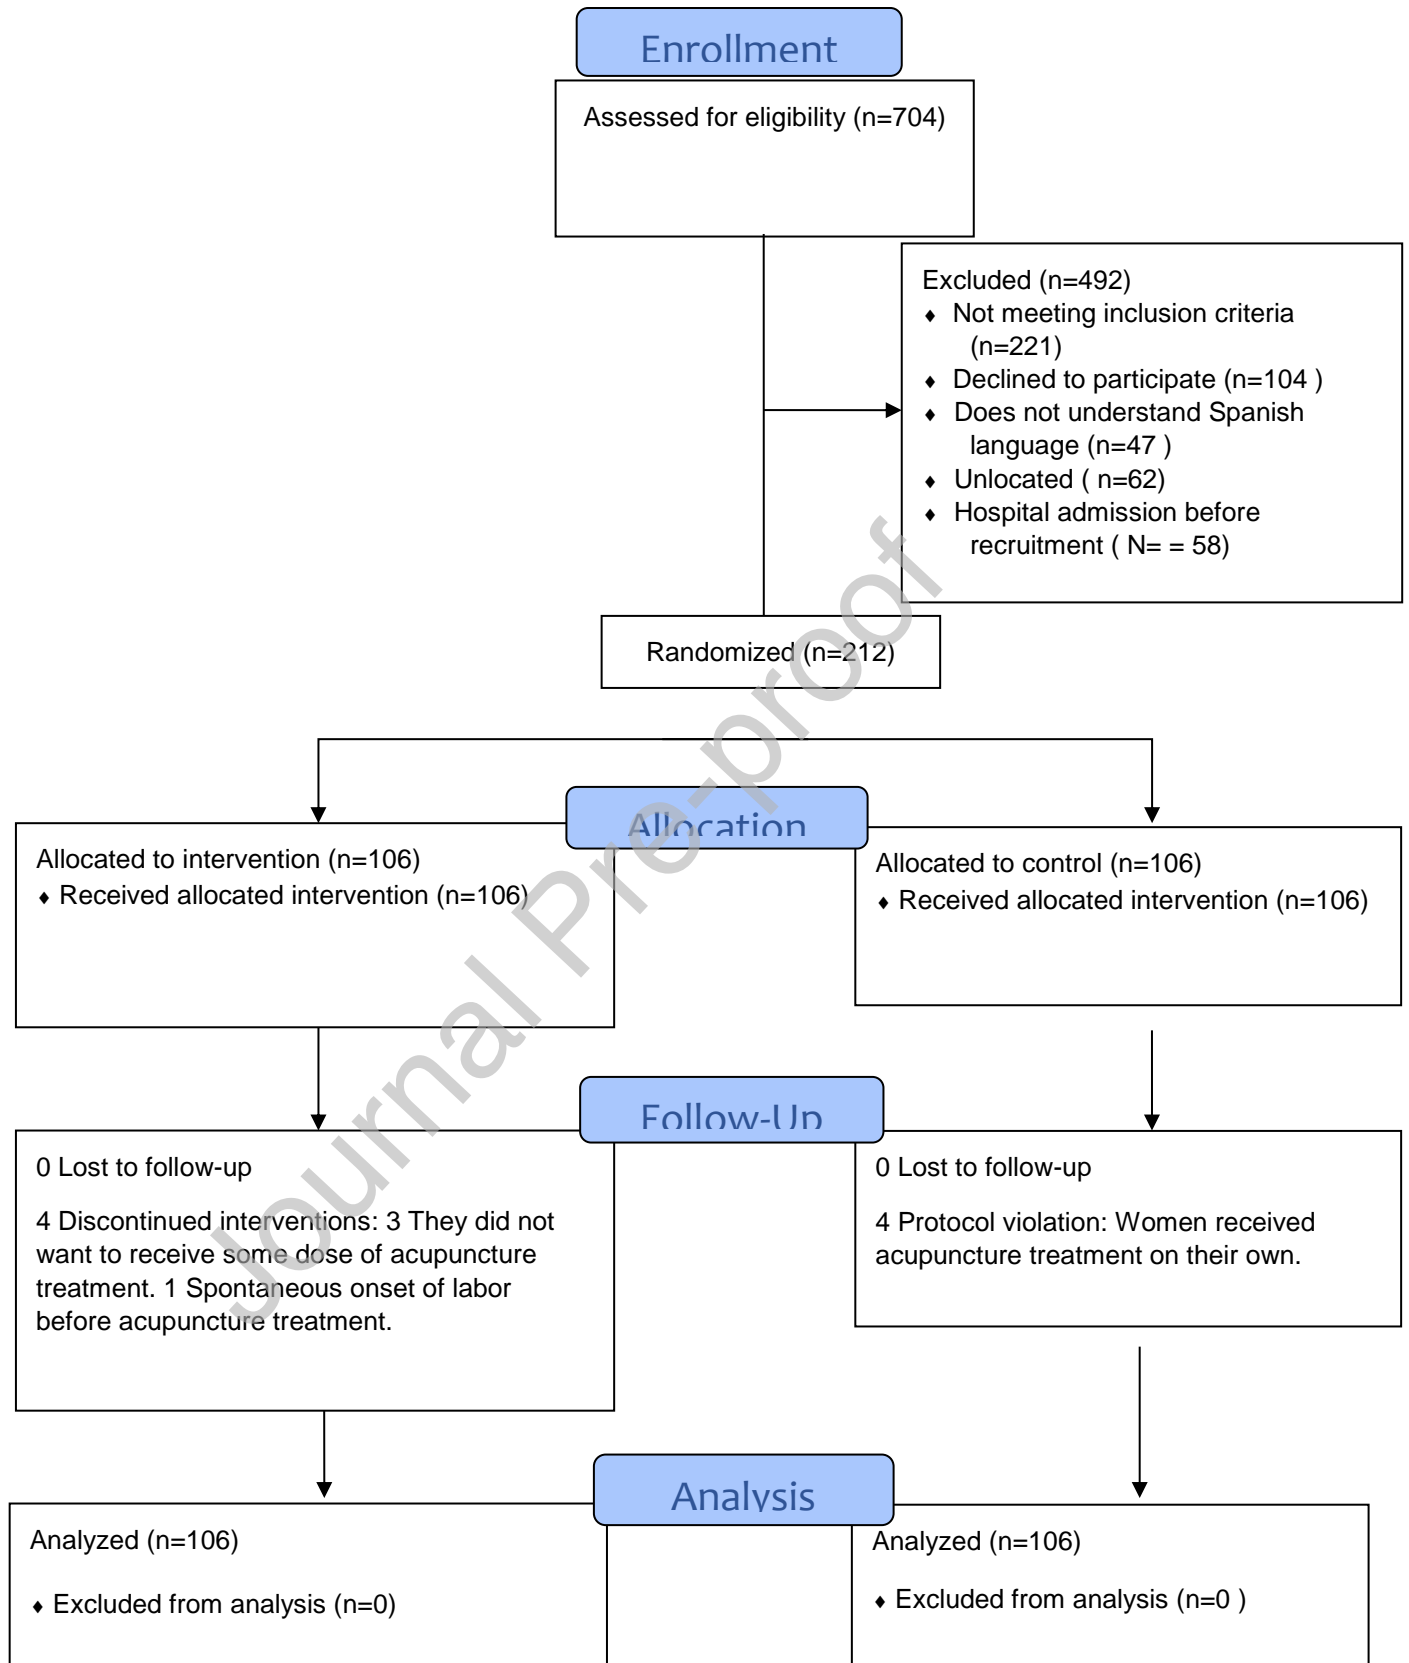 Enrollment
Assessed for eligibility (n=704)
Excluded (n=492)
♦ Not meeting inclusion criteria
(n=221)
♦ Declined to participate (n=104 )
♦ Does not understand Spanish
language (n=47 )
♦ Unlocated ( n=62)
♦ Hospital admission before
recruitment ( N= = 58)
Randomized (n=212)
Allocation
Allocated to intervention (n=106)
♦ Received allocated intervention (n=106)
Allocated to control (n=106)
♦ Received allocated intervention (n=106)
Follow-Up
0 Lost to follow-up
4 Discontinued interventions: 3 They did not
want to receive some dose of acupuncture
treatment. 1 Spontaneous onset of labor
before acupuncture treatment.
0 Lost to follow-up
4 Protocol violation: Women received
acupuncture treatment on their own.
Analysis
Analyzed (n=106)
♦ Excluded from analysis (n=0)
Analyzed (n=106)
♦ Excluded from analysis (n=0 )
Journal Pre-proof